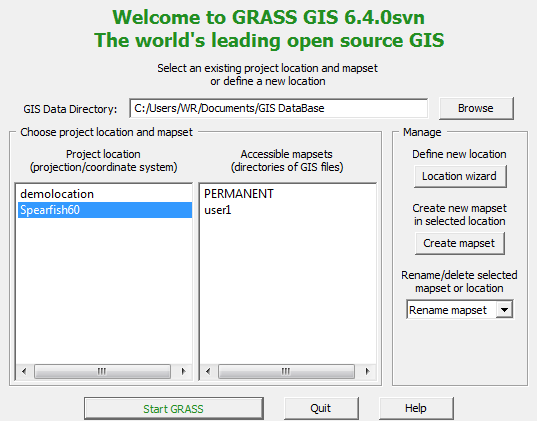 Welcome to GRASS GIS 6.4.0svn
The world's leading open source GIS
Select an existing project location and mapset
or define a new location
GIS Data Directory: C:/Users/WR/Documents/GIS DataBase Browse
Choose project location and mapset
Project location
(projection/coordinate system)
demolocation
Spearfish60
Accessible mapsets
(directories of GIS files)
PERMANENT
user1
Manage
Define new location
Location wizard
Create new mapset
in selected location
Create mapset
Rename/delete selected
mapset or location
Rename mapset
Start GRASS Quit Help